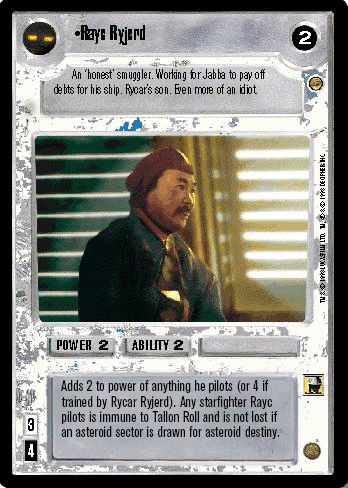 •Rayc Ryjerd
2
An 'honest' smuggler. Working for Jabba to pay off
debts for his ship. Rycar's son. Even more of an idiot.
POWER 2 ABILITY 2
Adds 2 to power of anything he pilots (or 4 if
trained by Rycar Ryjerd). Any starfighter Rayc
pilots is immune to Tallon Roll and is not lost if
an asteroid sector is drawn for asteroid destiny.
3
4